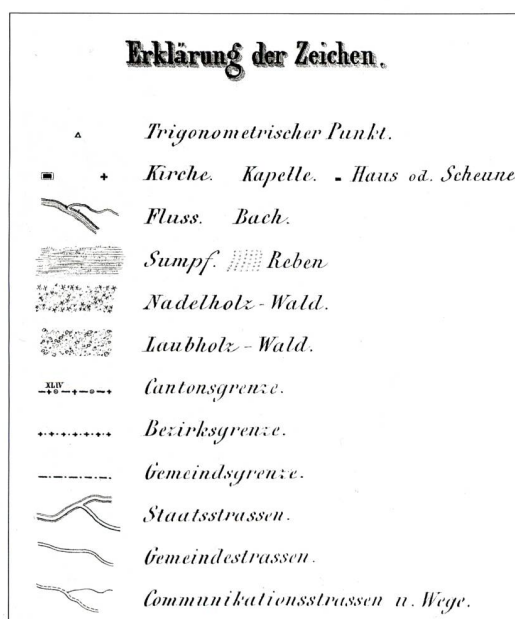 Erklärung der Zeichen.
Trigonometrischer Punkt.
Kirche. Kapelle. Haus od. Scheune
Fluss. Bach.
Sumpf. Reben
Nadelholz-Wald.
Laubholz-Wald.
XLIV Cantonsgrenze.
Bezirksgrenze.
Gemeindsgrenze.
Staatsstrassen.
Gemeindestrassen.
Communikationsstrassen u. Wege.